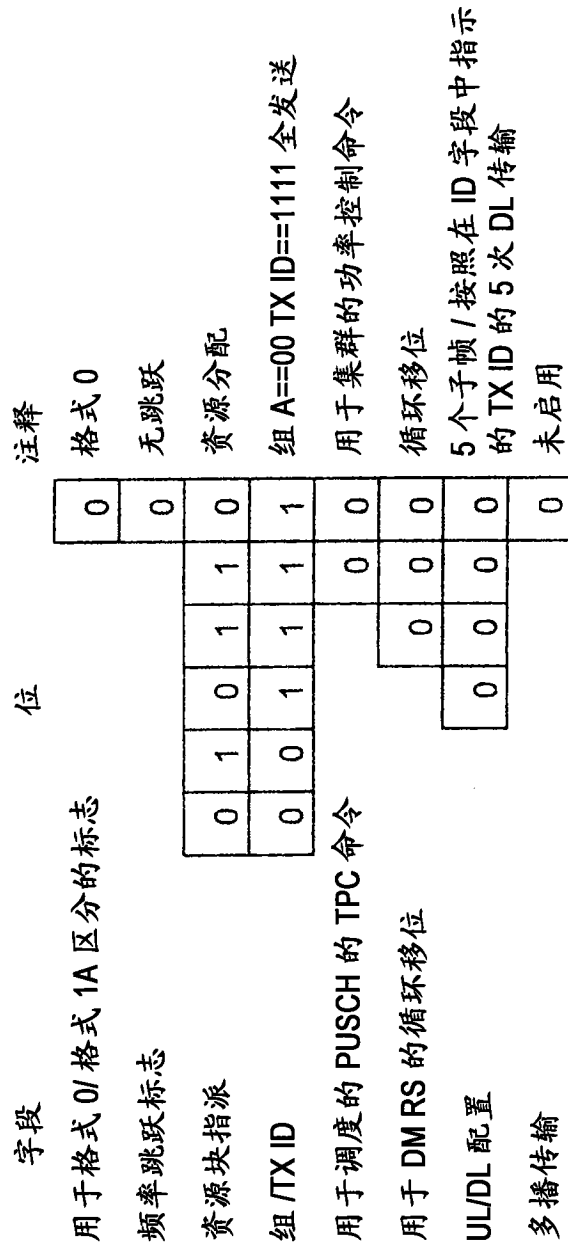 字段 位 注释
用于格式 0/ 格式 1A 区分的标志 0 格式 0
频率跳跃标志 0 无跳跃
资源块指派 0 1 0 1 1 0 资源分配
组 /TX ID 0 0 1 1 1 1 组 A==00 TX ID==1111 全发送
用于调度的 PUSCH 的 TPC 命令 0 0 用于集群的功率控制命令
用于 DM RS 的循环移位 0 0 0 循环移位
UL/DL 配置 0 0 0 0 5 个子帧 / 按照在 ID 字段中指示
的 TX ID 的 5 次 DL 传输
多播传输 0 未启用